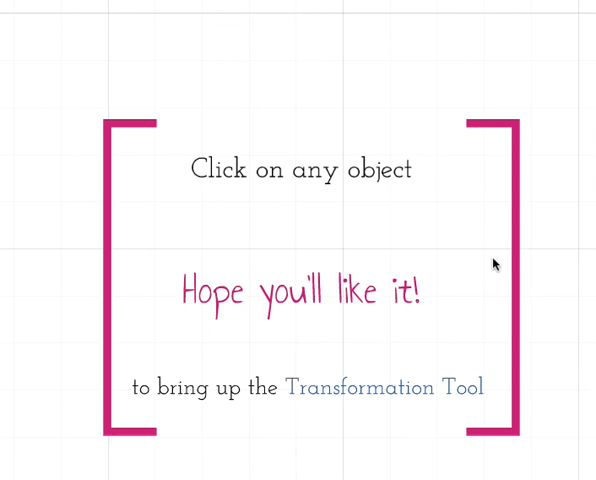 Click on any object
Hope you'll like it!
to bring up the Transformation Tool